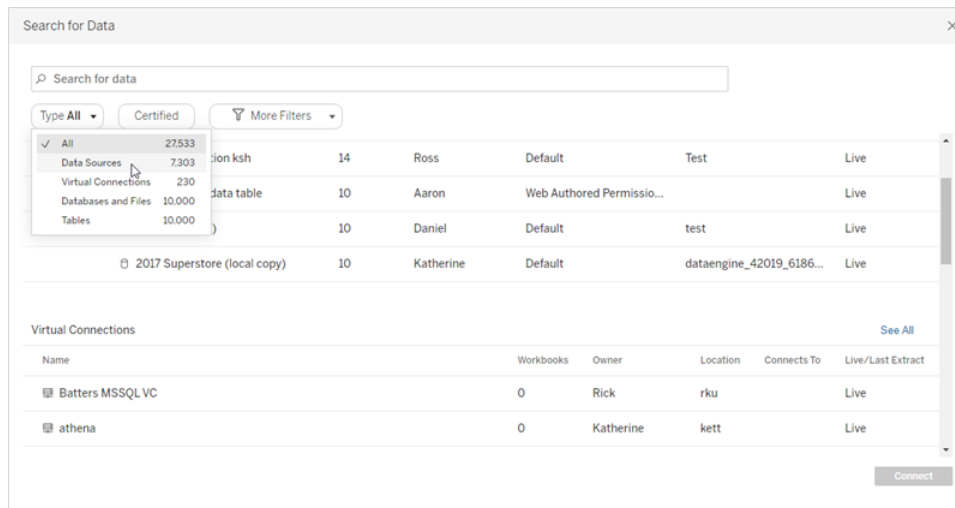 Search for Data
Search for data
Type All
Certified
More Filters
All 27.533
Data Sources 7.303
Virtual Connections 230
Databases and Files 10.000
Tables 10.000
ksh 14 Ross Default Test Live
data table 10 Aaron Web Authored Permissio... Live
) 10 Daniel Default test Live
2017 Superstore (local copy) 10 Katherine Default dataengine_42019_6186... Live
Virtual Connections See All
Name Workbooks Owner Location Connects To Live/Last Extract
Batters MSSQL VC 0 Rick rku Live
athena 0 Katherine kett Live
Connect